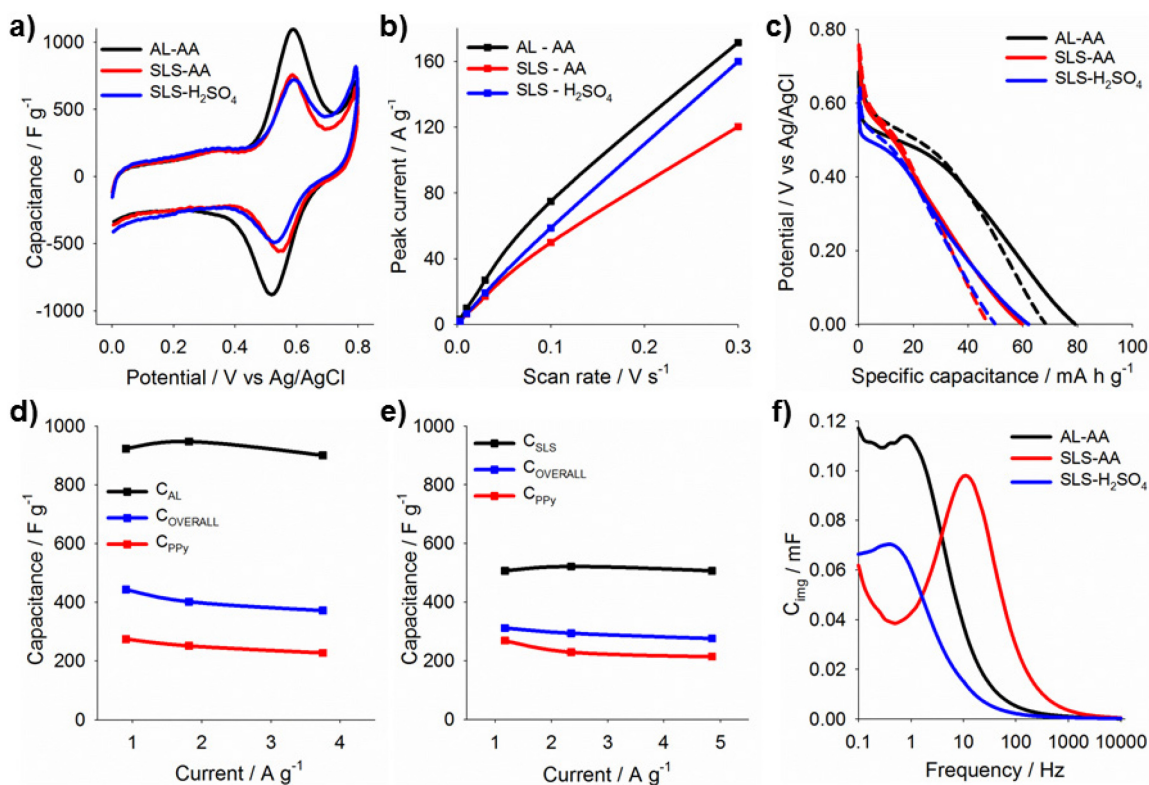 a)
1000
500
0
-500
-1000
Capacitance / F g⁻¹
AL-AA
SLS-AA
SLS-H₂SO₄
0.0 0.2 0.4 0.6 0.8
Potential / V vs Ag/AgCl
b)
160
120
80
40
0
Peak current / A g⁻¹
AL - AA
SLS - AA
SLS - H₂SO₄
0.0 0.1 0.2 0.3
Scan rate / V s⁻¹
c)
0.80
0.60
0.40
0.20
0.00
Potential / V vs Ag/AgCl
AL-AA
SLS-AA
SLS-H₂SO₄
0 20 40 60 80 100
Specific capacitance / mA h g⁻¹
d)
1000
800
600
400
200
0
Capacitance / F g⁻¹
C_AL
C_OVERALL
C_PPy
1 2 3 4
Current / A g⁻¹
e)
1000
800
600
400
200
0
Capacitance / F g⁻¹
C_SLS
C_OVERALL
C_PPy
1 2 3 4 5
Current / A g⁻¹
f)
0.12
0.10
0.08
0.06
0.04
0.02
0.00
C_img / mF
AL-AA
SLS-AA
SLS-H₂SO₄
0.1 1 10 100 1000 10000
Frequency / Hz